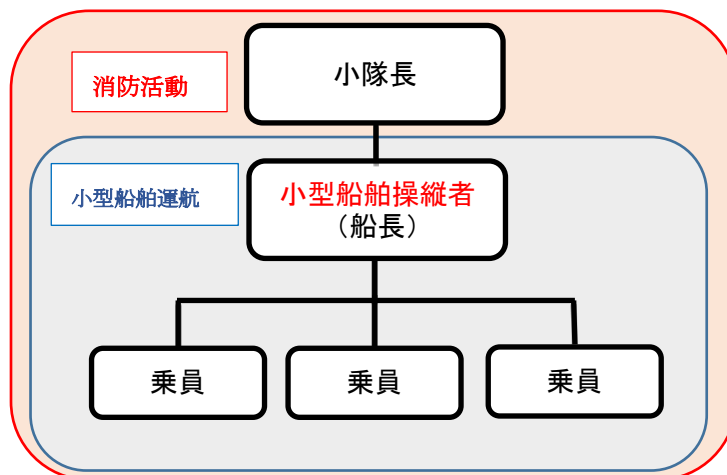 小隊長
消防活動
小型船舶操縦者
（船長）
小型船舶運航
乗員
乗員
乗員